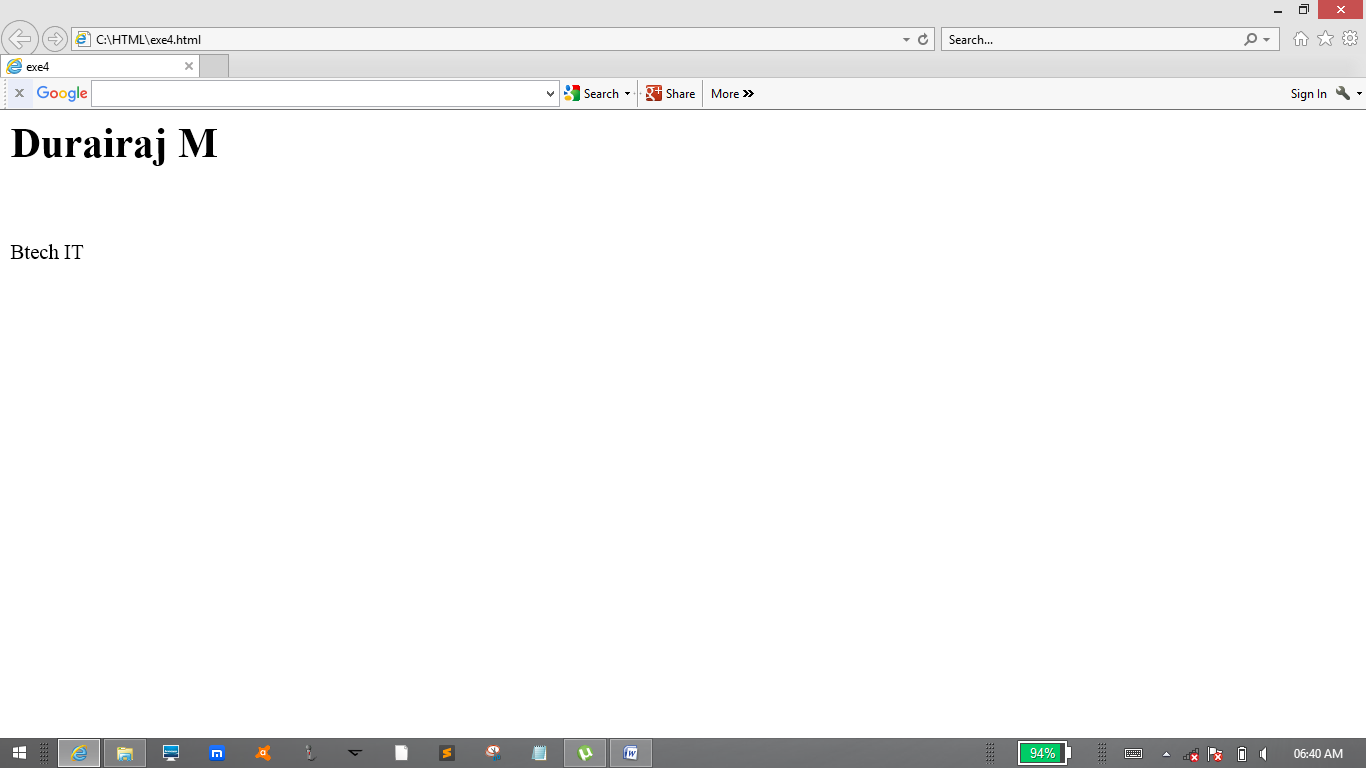 C:\HTML\exe4.html
Search...
exe4
x Google Search Share More Sign In
Durairaj M
Btech IT
94% 06:40 AM